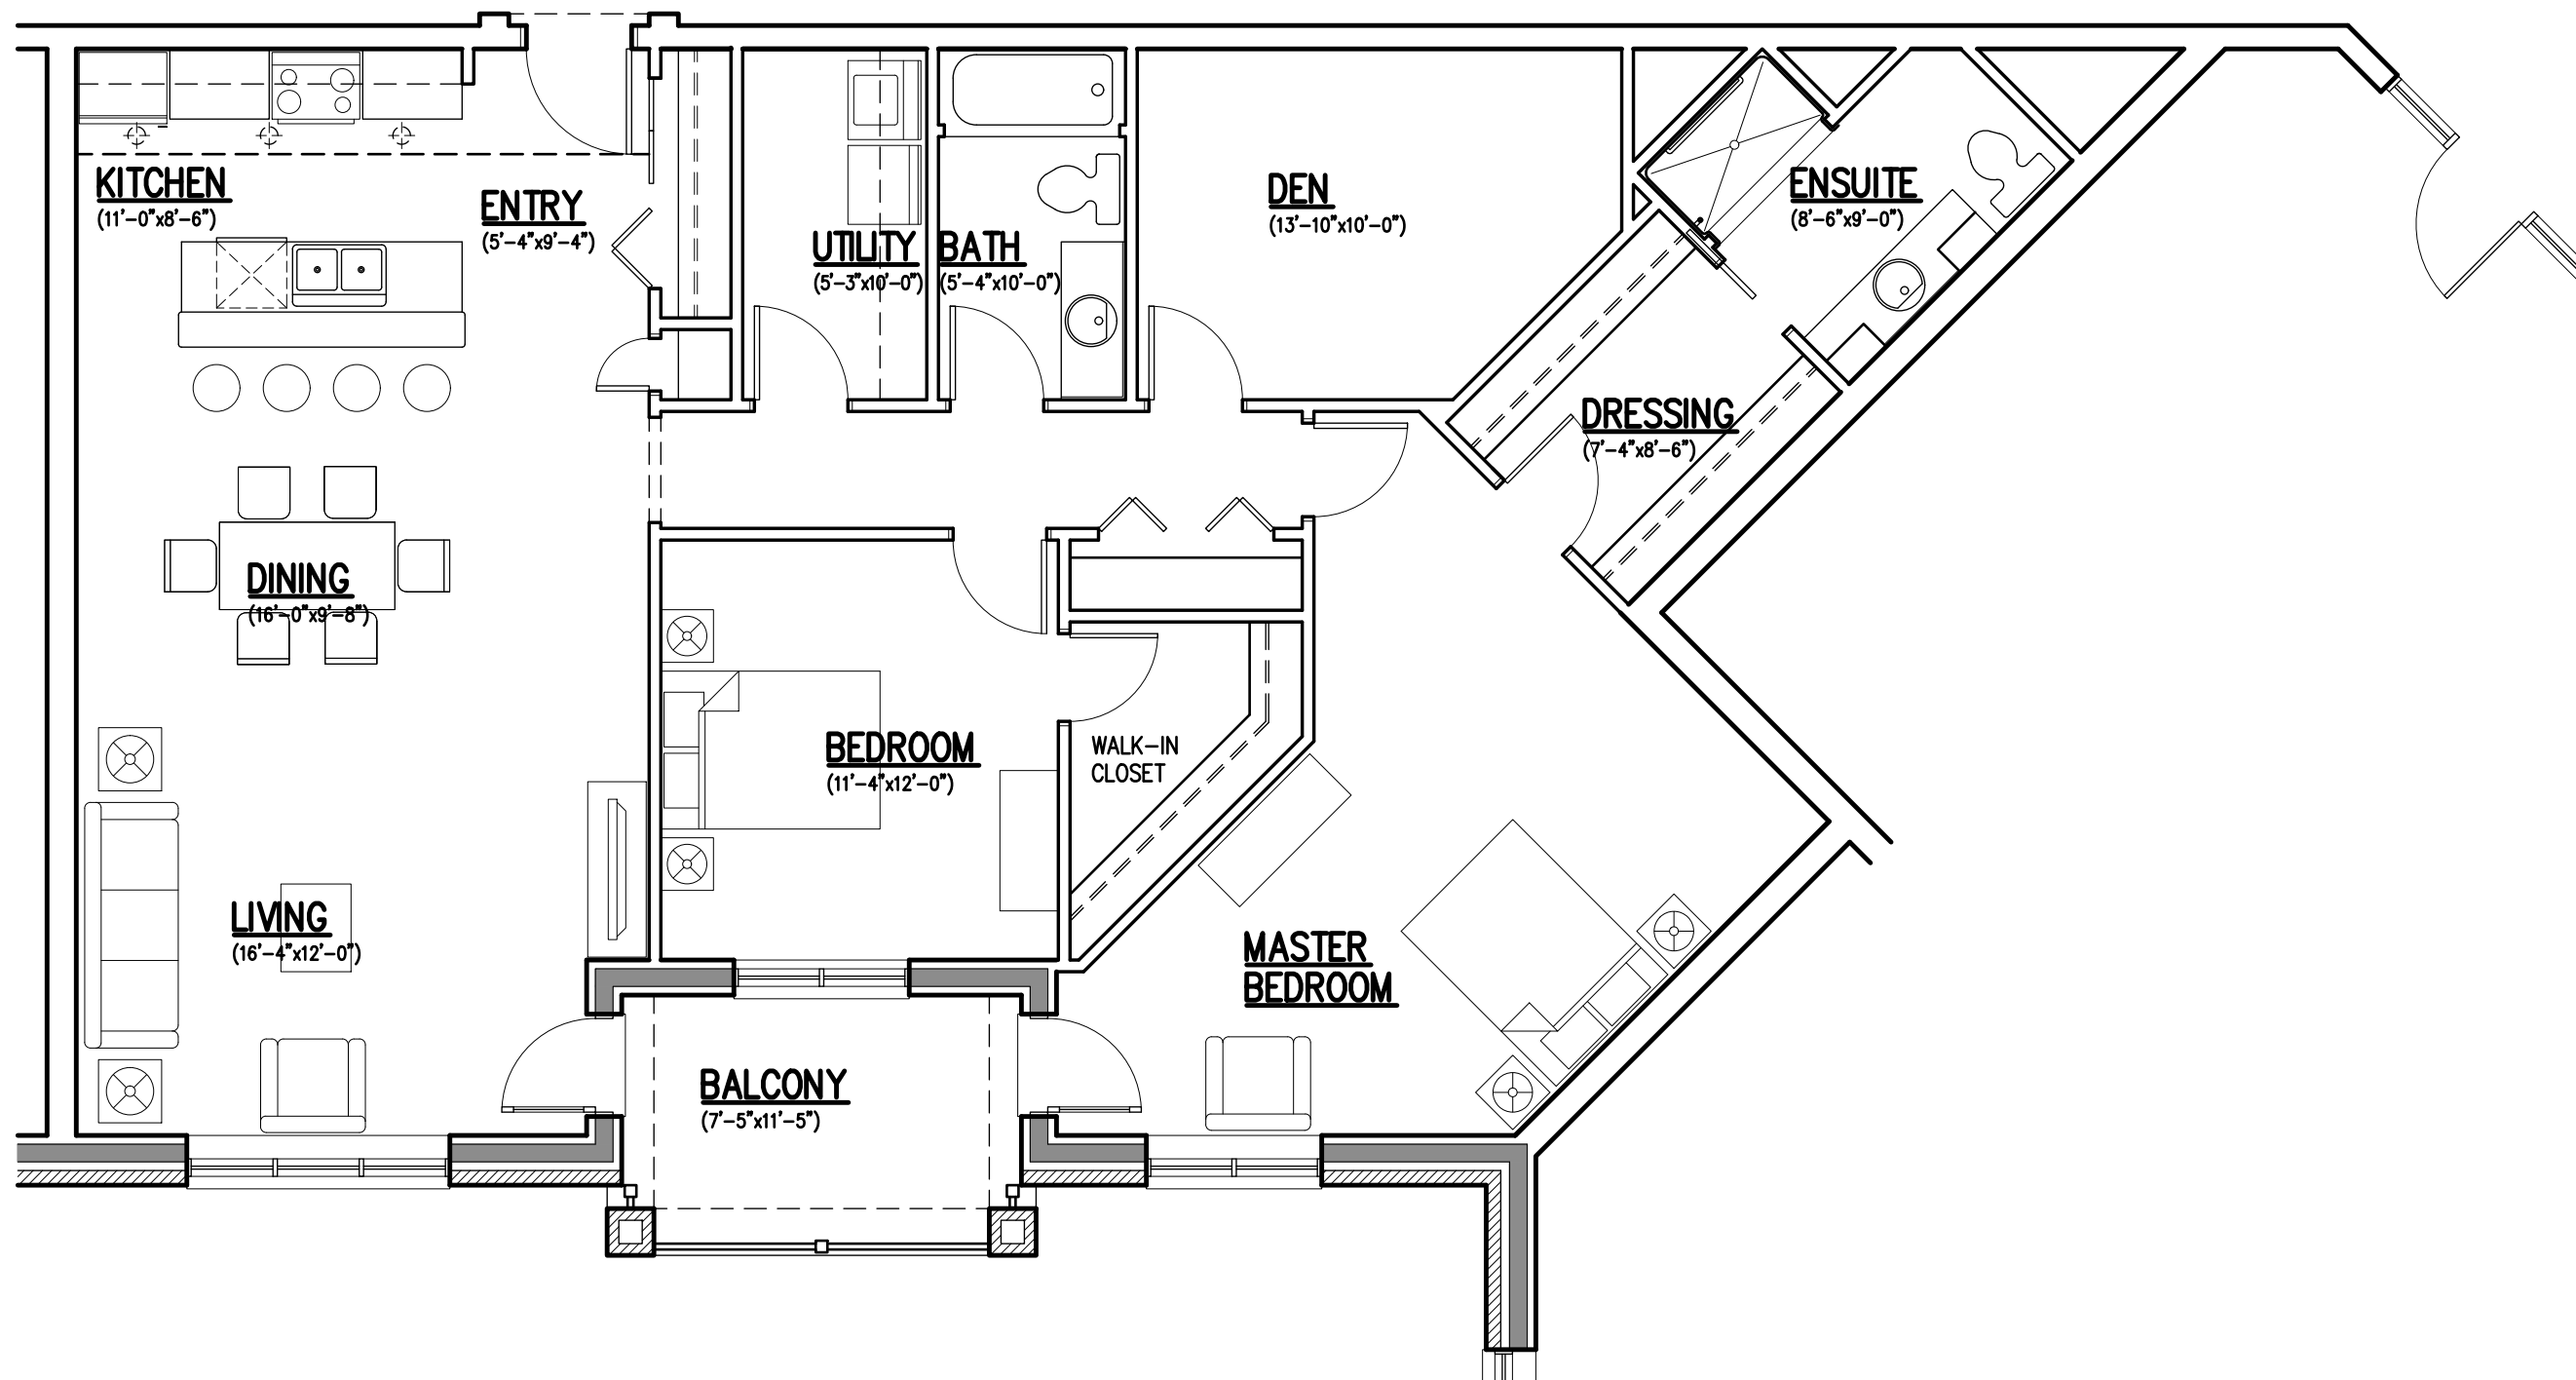 KITCHEN
(11'-0"x8'-6")
ENTRY
(5'-4"x9'-4")
UTILITY
(5'-3"x10'-0")
BATH
(5'-4"x10'-0")
DEN
(13'-10"x10'-0")
ENSUITE
(8'-6"x9'-0")
DRESSING
(7'-4"x8'-6")
DINING
(16'-0"x9'-8")
BEDROOM
(11'-4"x12'-0")
WALK-IN
CLOSET
LIVING
(16'-4"x12'-0")
MASTER
BEDROOM
BALCONY
(7'-5"x11'-5")